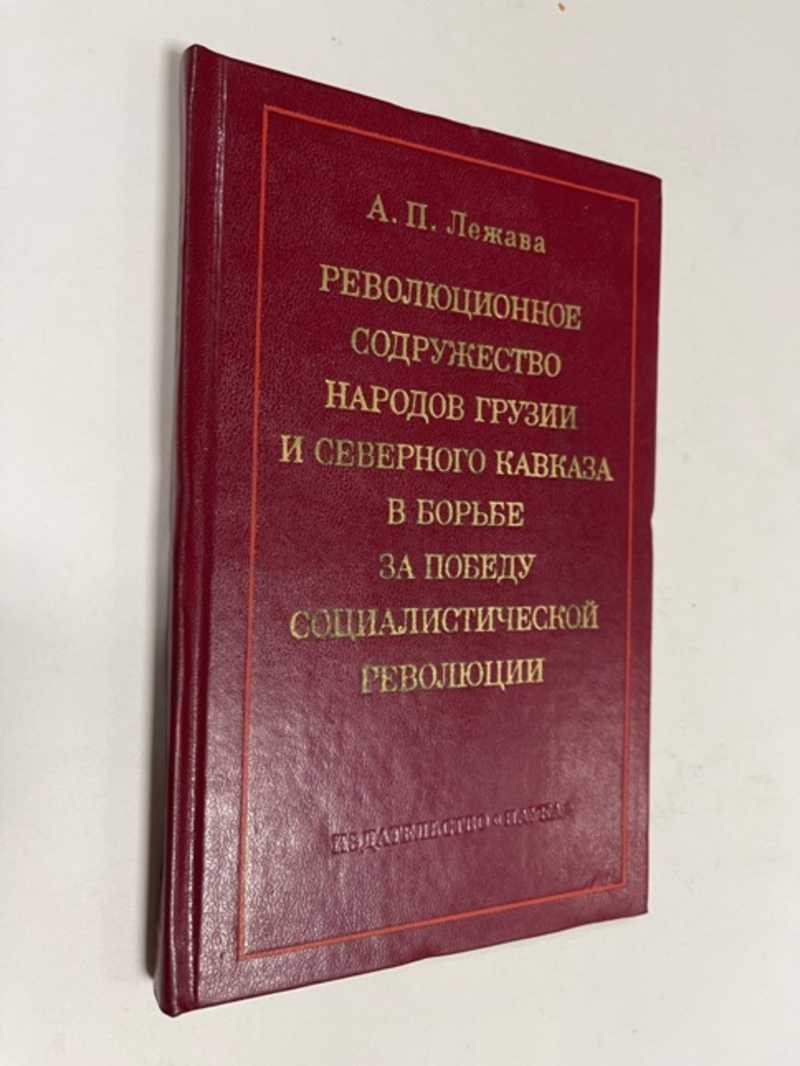 А. П. Лежава
РЕВОЛЮЦИОННОЕ
СОДРУЖЕСТВО
НАРОДОВ ГРУЗИИ
И СЕВЕРНОГО КАВКАЗА
В БОРЬБЕ
ЗА ПОБЕДУ
СОЦИАЛИСТИЧЕСКОЙ
РЕВОЛЮЦИИ
ИЗДАТЕЛЬСТВО «НАУКА»